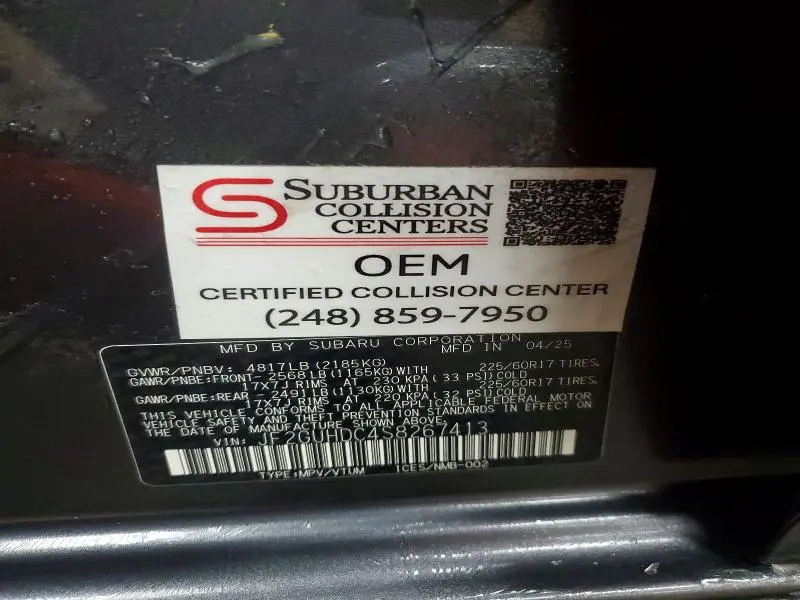 SUBURBAN
COLLISION
CENTERS
OEM
CERTIFIED COLLISION CENTER
(248) 859-7950
MFD BY SUBARU CORPORATION MFD IN 04/25
GVWR/PNBV: 4817LB (2185KG)
GAWR/PNBE:FRONT-2568LB(1165KG)WITH 225/60R17 TIRES,
17X7J RIMS AT 230 KPA (33 PSI)COLD
GAWR/PNBE:REAR -2491LB(1130KG)WITH 225/60R17 TIRES,
17X7J RIMS AT 220 KPA (32 PSI)COLD
THIS VEHICLE CONFORMS TO ALL APPLICABLE FEDERAL MOTOR
VEHICLE SAFETY AND THEFT PREVENTION STANDARDS IN EFFECT ON
THE DATE OF MANUFACTURE SHOWN ABOVE.
VIN: JF2GUHDC4S8267413
TYPE:MPV/VTUM ICES/NMB-002